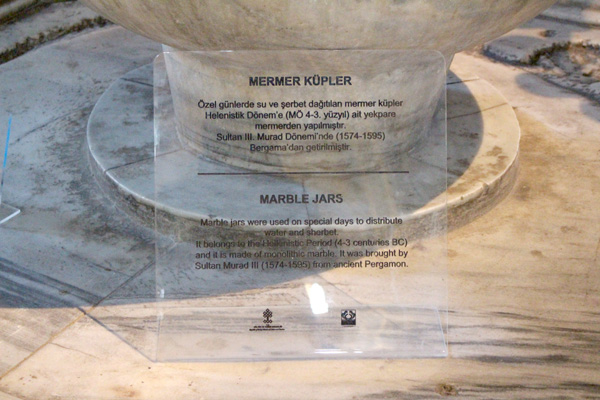 MERMER KÜPLER
Özel günlerde su ve şerbet dağıtılan mermer küpler
Helenistik Dönem'e (MÖ 4-3. yüzyıl) ait yekpare
mermerden yapılmıştır.
Sultan III. Murad Dönemi'nde (1574-1595)
Bergama'dan getirilmiştir.
MARBLE JARS
Marble jars were used on special days to distribute
water and sherbet.
It belongs to the Hellenistic Period (4-3 centuries BC)
and it is made of monolithic marble. It was brought by
Sultan Murad III (1574-1595) from ancient Pergamon.